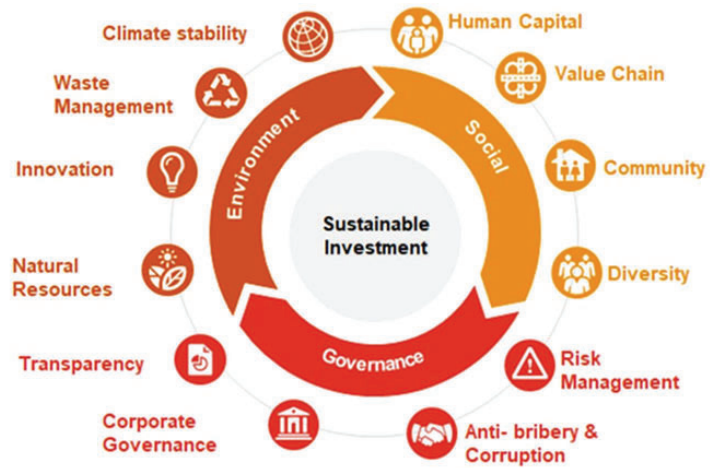 Climate stability
Human Capital
Waste
Management
Value Chain
Environment
Social
Innovation
Community
Sustainable
Investment
Natural
Resources
Diversity
Governance
Transparency
Risk
Management
Corporate
Governance
Anti- bribery &
Corruption